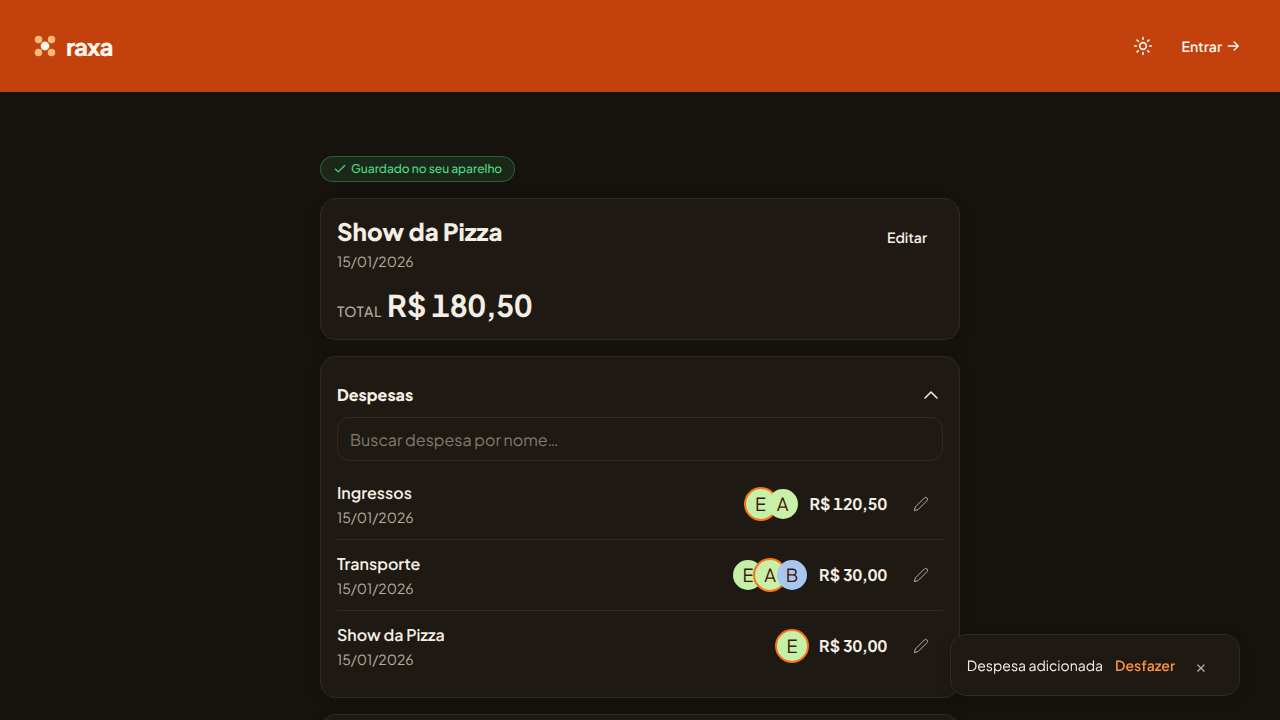 raxa
Entrar →
Guardado no seu aparelho
Show da Pizza
Editar
15/01/2026
TOTAL R$ 180,50
Despesas
Buscar despesa por nome…
Ingressos
15/01/2026
E A R$ 120,50
Transporte
15/01/2026
E A B R$ 30,00
Show da Pizza
15/01/2026
E R$ 30,00
Despesa adicionada Desfazer ×